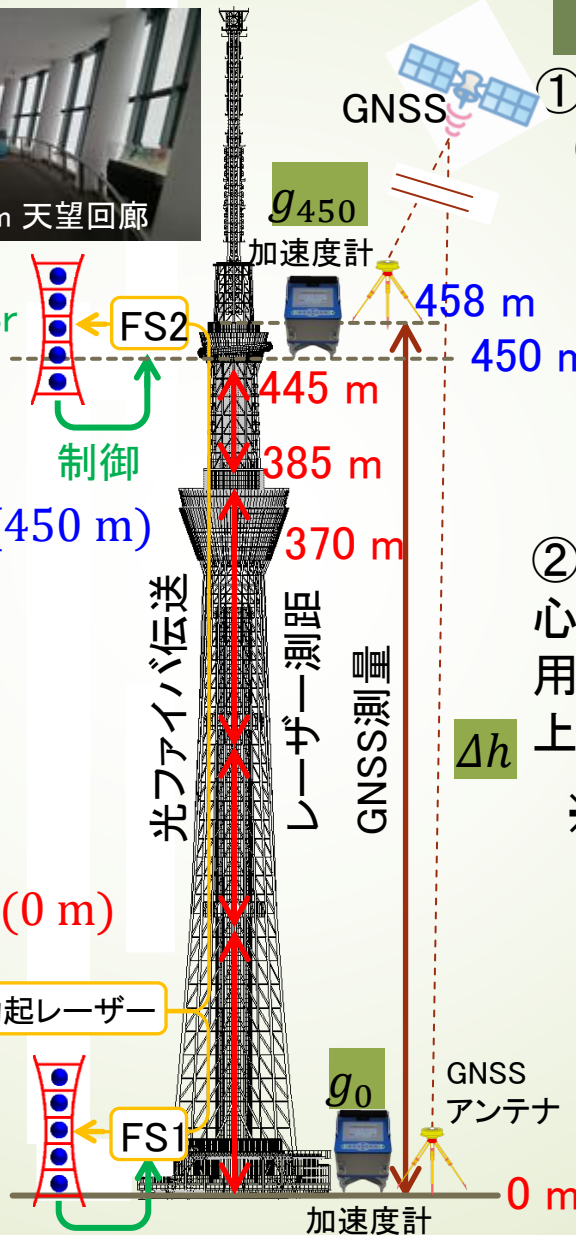 GNSS
①
m 天望回廊
g450
加速度計
FS2
458 m
450 m
445 m
制御
385 m
(450 m)
370 m
②
心
用
上
光ファイバ伝送
レーザー測距
GNSS測量
Δh
※
(0 m)
起レーザー
g0
GNSS
アンテナ
FS1
0 m
加速度計